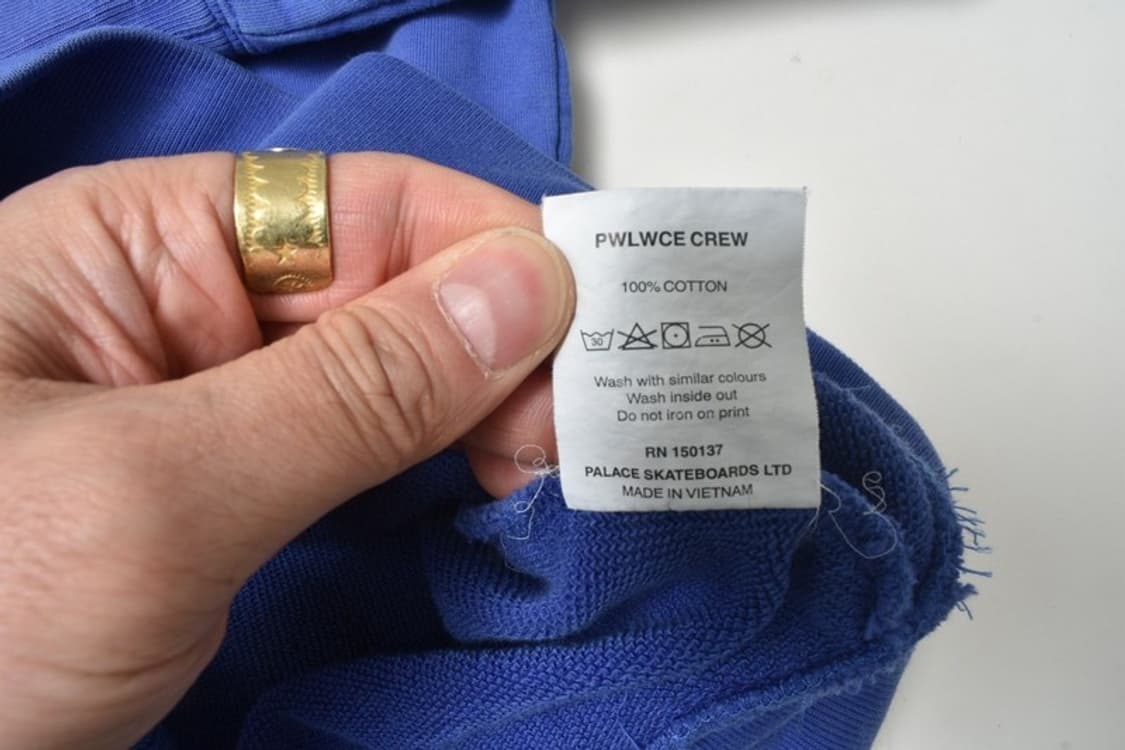 PWLWCE CREW
100% COTTON
30
Wash with similar colours
Wash inside out
Do not iron on print
RN 150137
PALACE SKATEBOARDS LTD
MADE IN VIETNAM